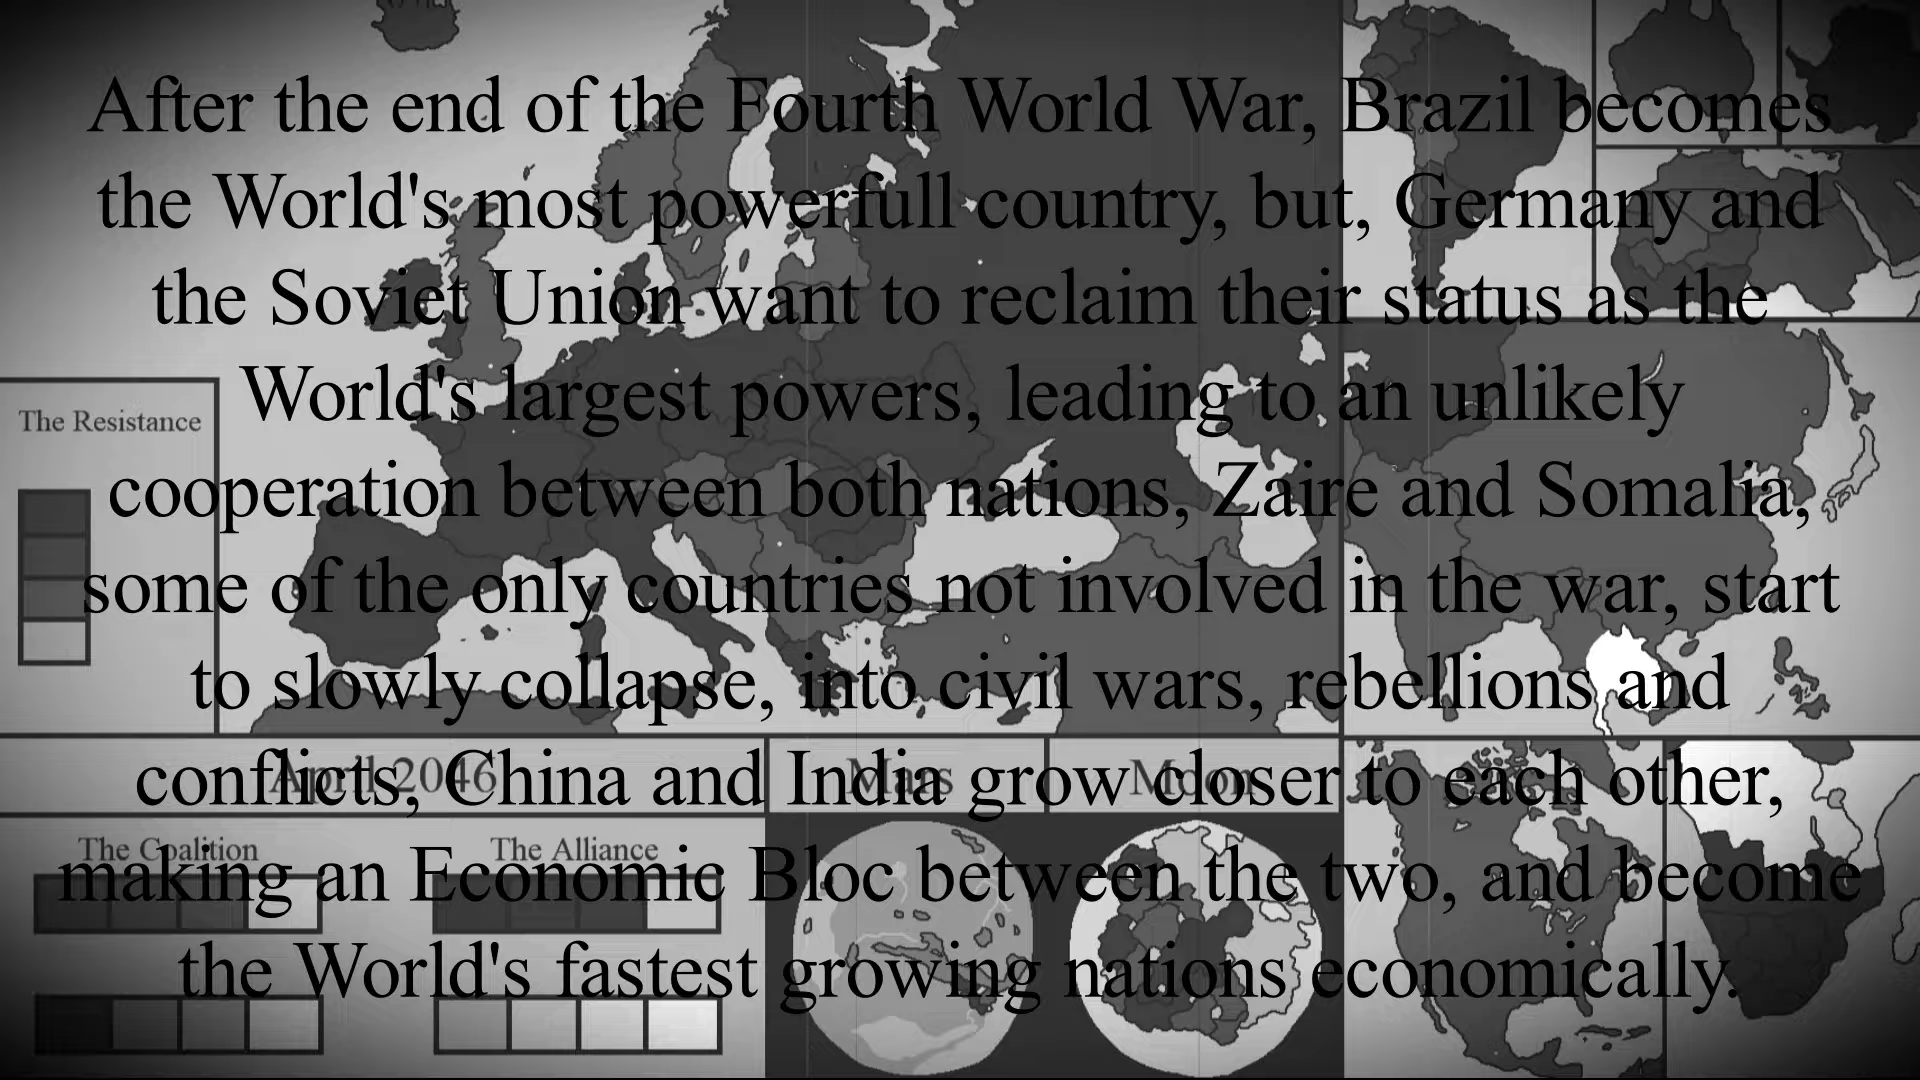 After the end of the Fourth World War, Brazil becomes
the World's most powerfull country, but, Germany and
the Soviet Union want to reclaim their status as the
World's largest powers, leading to an unlikely
cooperation between both nations, Zaire and Somalia,
some of the only countries not involved in the war, start
to slowly collapse, into civil wars, rebellions and
conflicts, China and India grow closer to each other,
making an Economic Bloc between the two, and become
the World's fastest growing nations economically.
The Resistance
April 2046
Mars
Moon
The Coalition
The Alliance